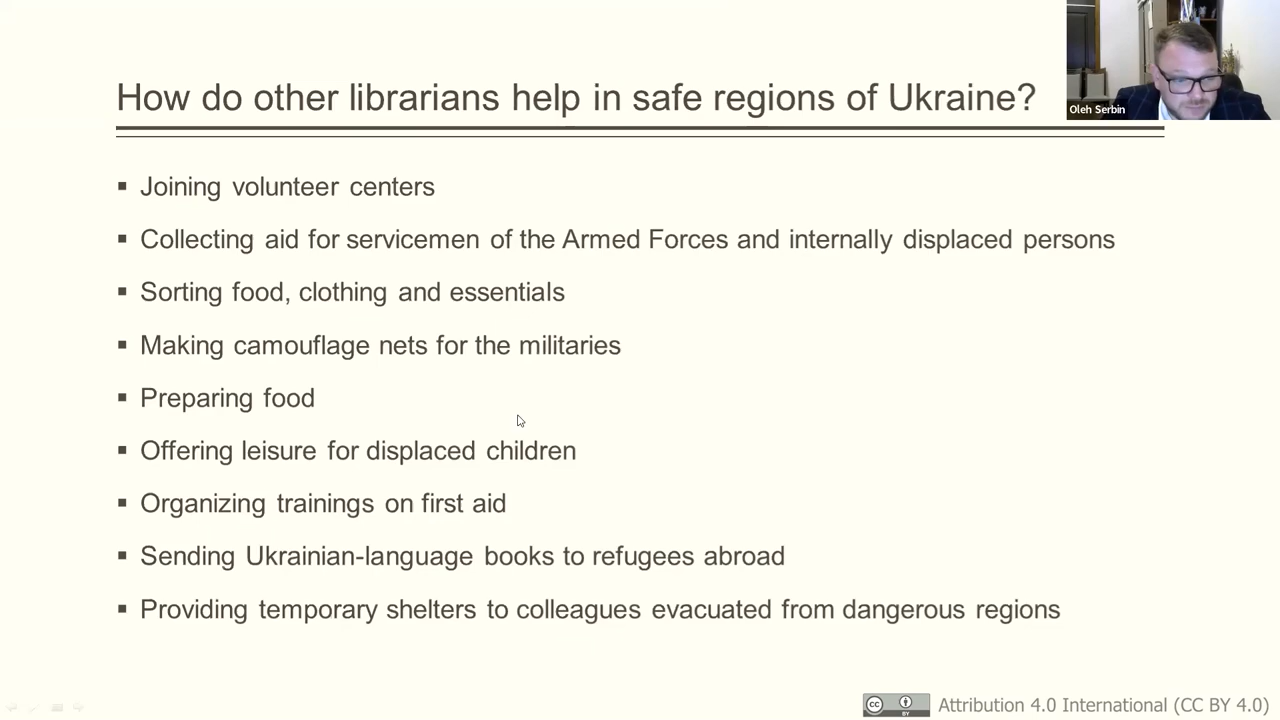 How do other librarians help in safe regions of Ukraine?
Oleh Serbin
▪ Joining volunteer centers
▪ Collecting aid for servicemen of the Armed Forces and internally displaced persons
▪ Sorting food, clothing and essentials
▪ Making camouflage nets for the militaries
▪ Preparing food
▪ Offering leisure for displaced children
▪ Organizing trainings on first aid
▪ Sending Ukrainian-language books to refugees abroad
▪ Providing temporary shelters to colleagues evacuated from dangerous regions
cc BY Attribution 4.0 International (CC BY 4.0)